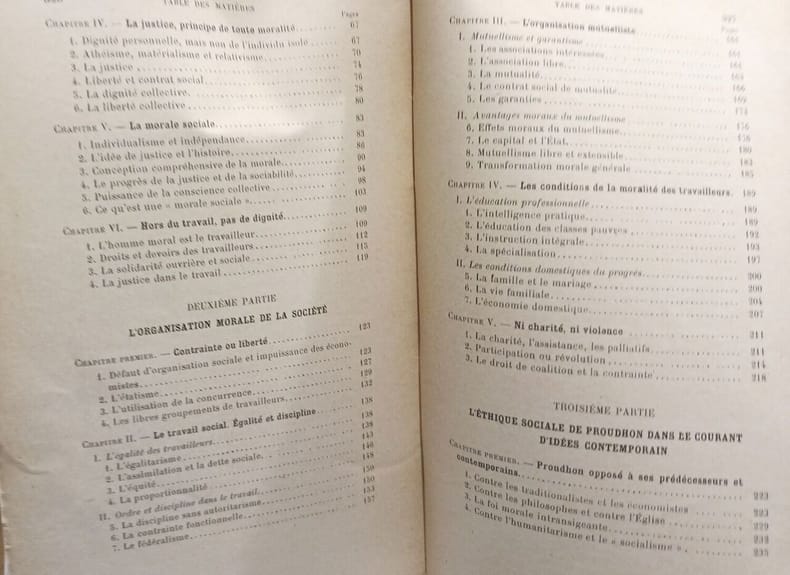 TABLE DES MATIÈRES
Pages
CHAPITRE IV. — La justice, principe de toute moralité. 67
1. Dignité personnelle, mais non de l'individu isolé. 67
2. Athéisme, matérialisme et relativisme. 70
3. La justice. 74
4. Liberté et contrat social. 76
5. La dignité collective. 78
6. La liberté collective. 80
CHAPITRE V. — La morale sociale. 83
1. Individualisme et indépendance. 83
2. L'idée de justice et l'histoire. 86
3. Conception compréhensive de la morale. 90
4. Le progrès de la justice et de la sociabilité. 94
5. Puissance de la conscience collective. 98
6. Ce qu'est une « morale sociale ». 103
CHAPITRE VI. — Hors du travail, pas de dignité. 109
1. L'homme moral est le travailleur. 109
2. Droits et devoirs des travailleurs. 112
3. La solidarité ouvrière et sociale. 115
4. La justice dans le travail. 119
DEUXIÈME PARTIE
L'ORGANISATION MORALE DE LA SOCIÉTÉ
CHAPITRE PREMIER. — Contrainte ou liberté. 123
1. Défaut d'organisation sociale et impuissance des écono-
mistes. 123
2. L'étatisme. 127
3. L'utilisation de la concurrence. 129
4. Les libres groupements de travailleurs. 132
CHAPITRE II. — Le travail social. Égalité et discipline. 138
I. L'égalité des travailleurs. 138
1. L'égalitarisme. 138
2. L'assimilation et la dette sociale. 143
3. L'équité. 146
4. La proportionnalité. 148
II. Ordre et discipline dans le travail. 150
5. La discipline sans autoritarisme. 150
6. La contrainte fonctionnelle. 153
7. Le fédéralisme. 157
TABLE DES MATIÈRES
Pages
CHAPITRE III. — L'organisation mutuelliste.
I. Mutuellisme et garantisme. 161
1. Les associations intéressées. 161
2. L'association libre. 161
3. La mutualité. 164
4. Le contrat social de mutualité. 166
5. Les garanties. 169
II. Avantages moraux du mutuellisme. 174
6. Effets moraux du mutuellisme. 176
7. Le capital et l'État. 176
8. Mutuellisme libre et extensible. 180
9. Transformation morale générale. 183
185
CHAPITRE IV. — Les conditions de la moralité des travailleurs. 189
I. L'éducation professionnelle. 189
1. L'intelligence pratique. 189
2. L'éducation des classes pauvres. 192
3. L'instruction intégrale. 193
4. La spécialisation. 197
II. Les conditions domestiques du progrès. 200
5. La famille et le mariage. 200
6. La vie familiale. 204
7. L'économie domestique. 207
CHAPITRE V. — Ni charité, ni violence. 211
1. La charité, l'assistance, les palliatifs. 211
2. Participation ou révolution. 214
3. Le droit de coalition et la contrainte. 218
TROISIÈME PARTIE
L'ÉTHIQUE SOCIALE DE PROUDHON DANS LE COURANT
D'IDÉES CONTEMPORAIN
CHAPITRE PREMIER. — Proudhon opposé à ses prédécesseurs et
contemporains. 223
1. Contre les traditionalistes et les économistes. 223
2. Contre les philosophes et contre l'Église. 229
3. La foi morale intransigeante. 232
4. Contre l'humanitarisme et le « socialisme ». 235